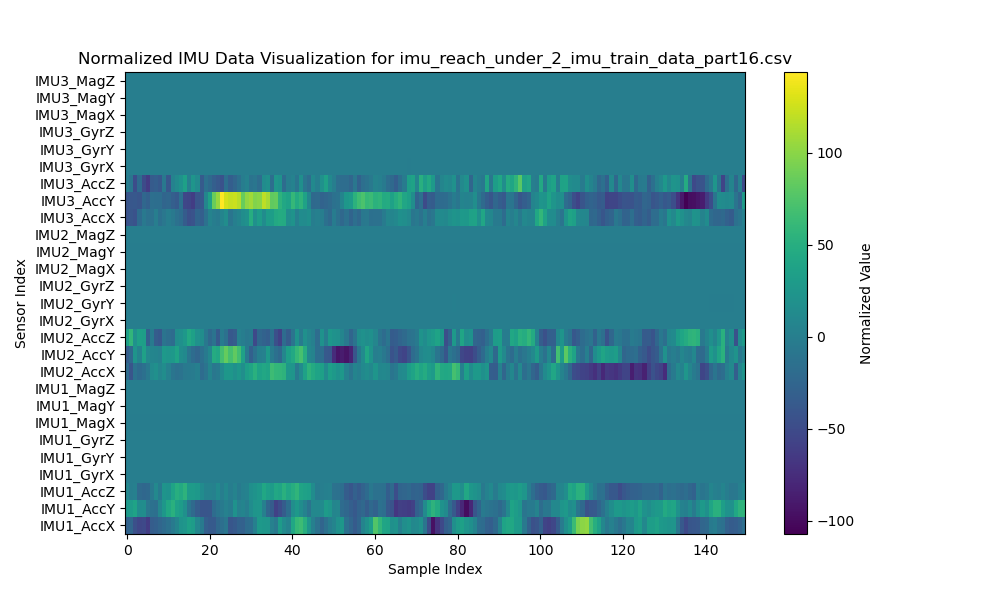 Normalized IMU Data Visualization for imu_reach_under_2_imu_train_data_part16.csv
IMU3_MagZ
IMU3_MagY
IMU3_MagX
IMU3_GyrZ
IMU3_GyrY
IMU3_GyrX
IMU3_AccZ
IMU3_AccY
IMU3_AccX
IMU2_MagZ
IMU2_MagY
IMU2_MagX
IMU2_GyrZ
IMU2_GyrY
IMU2_GyrX
IMU2_AccZ
IMU2_AccY
IMU2_AccX
IMU1_MagZ
IMU1_MagY
IMU1_MagX
IMU1_GyrZ
IMU1_GyrY
IMU1_GyrX
IMU1_AccZ
IMU1_AccY
IMU1_AccX
Sensor Index
0 20 40 60 80 100 120 140
Sample Index
100
50
0
−50
−100
Normalized Value